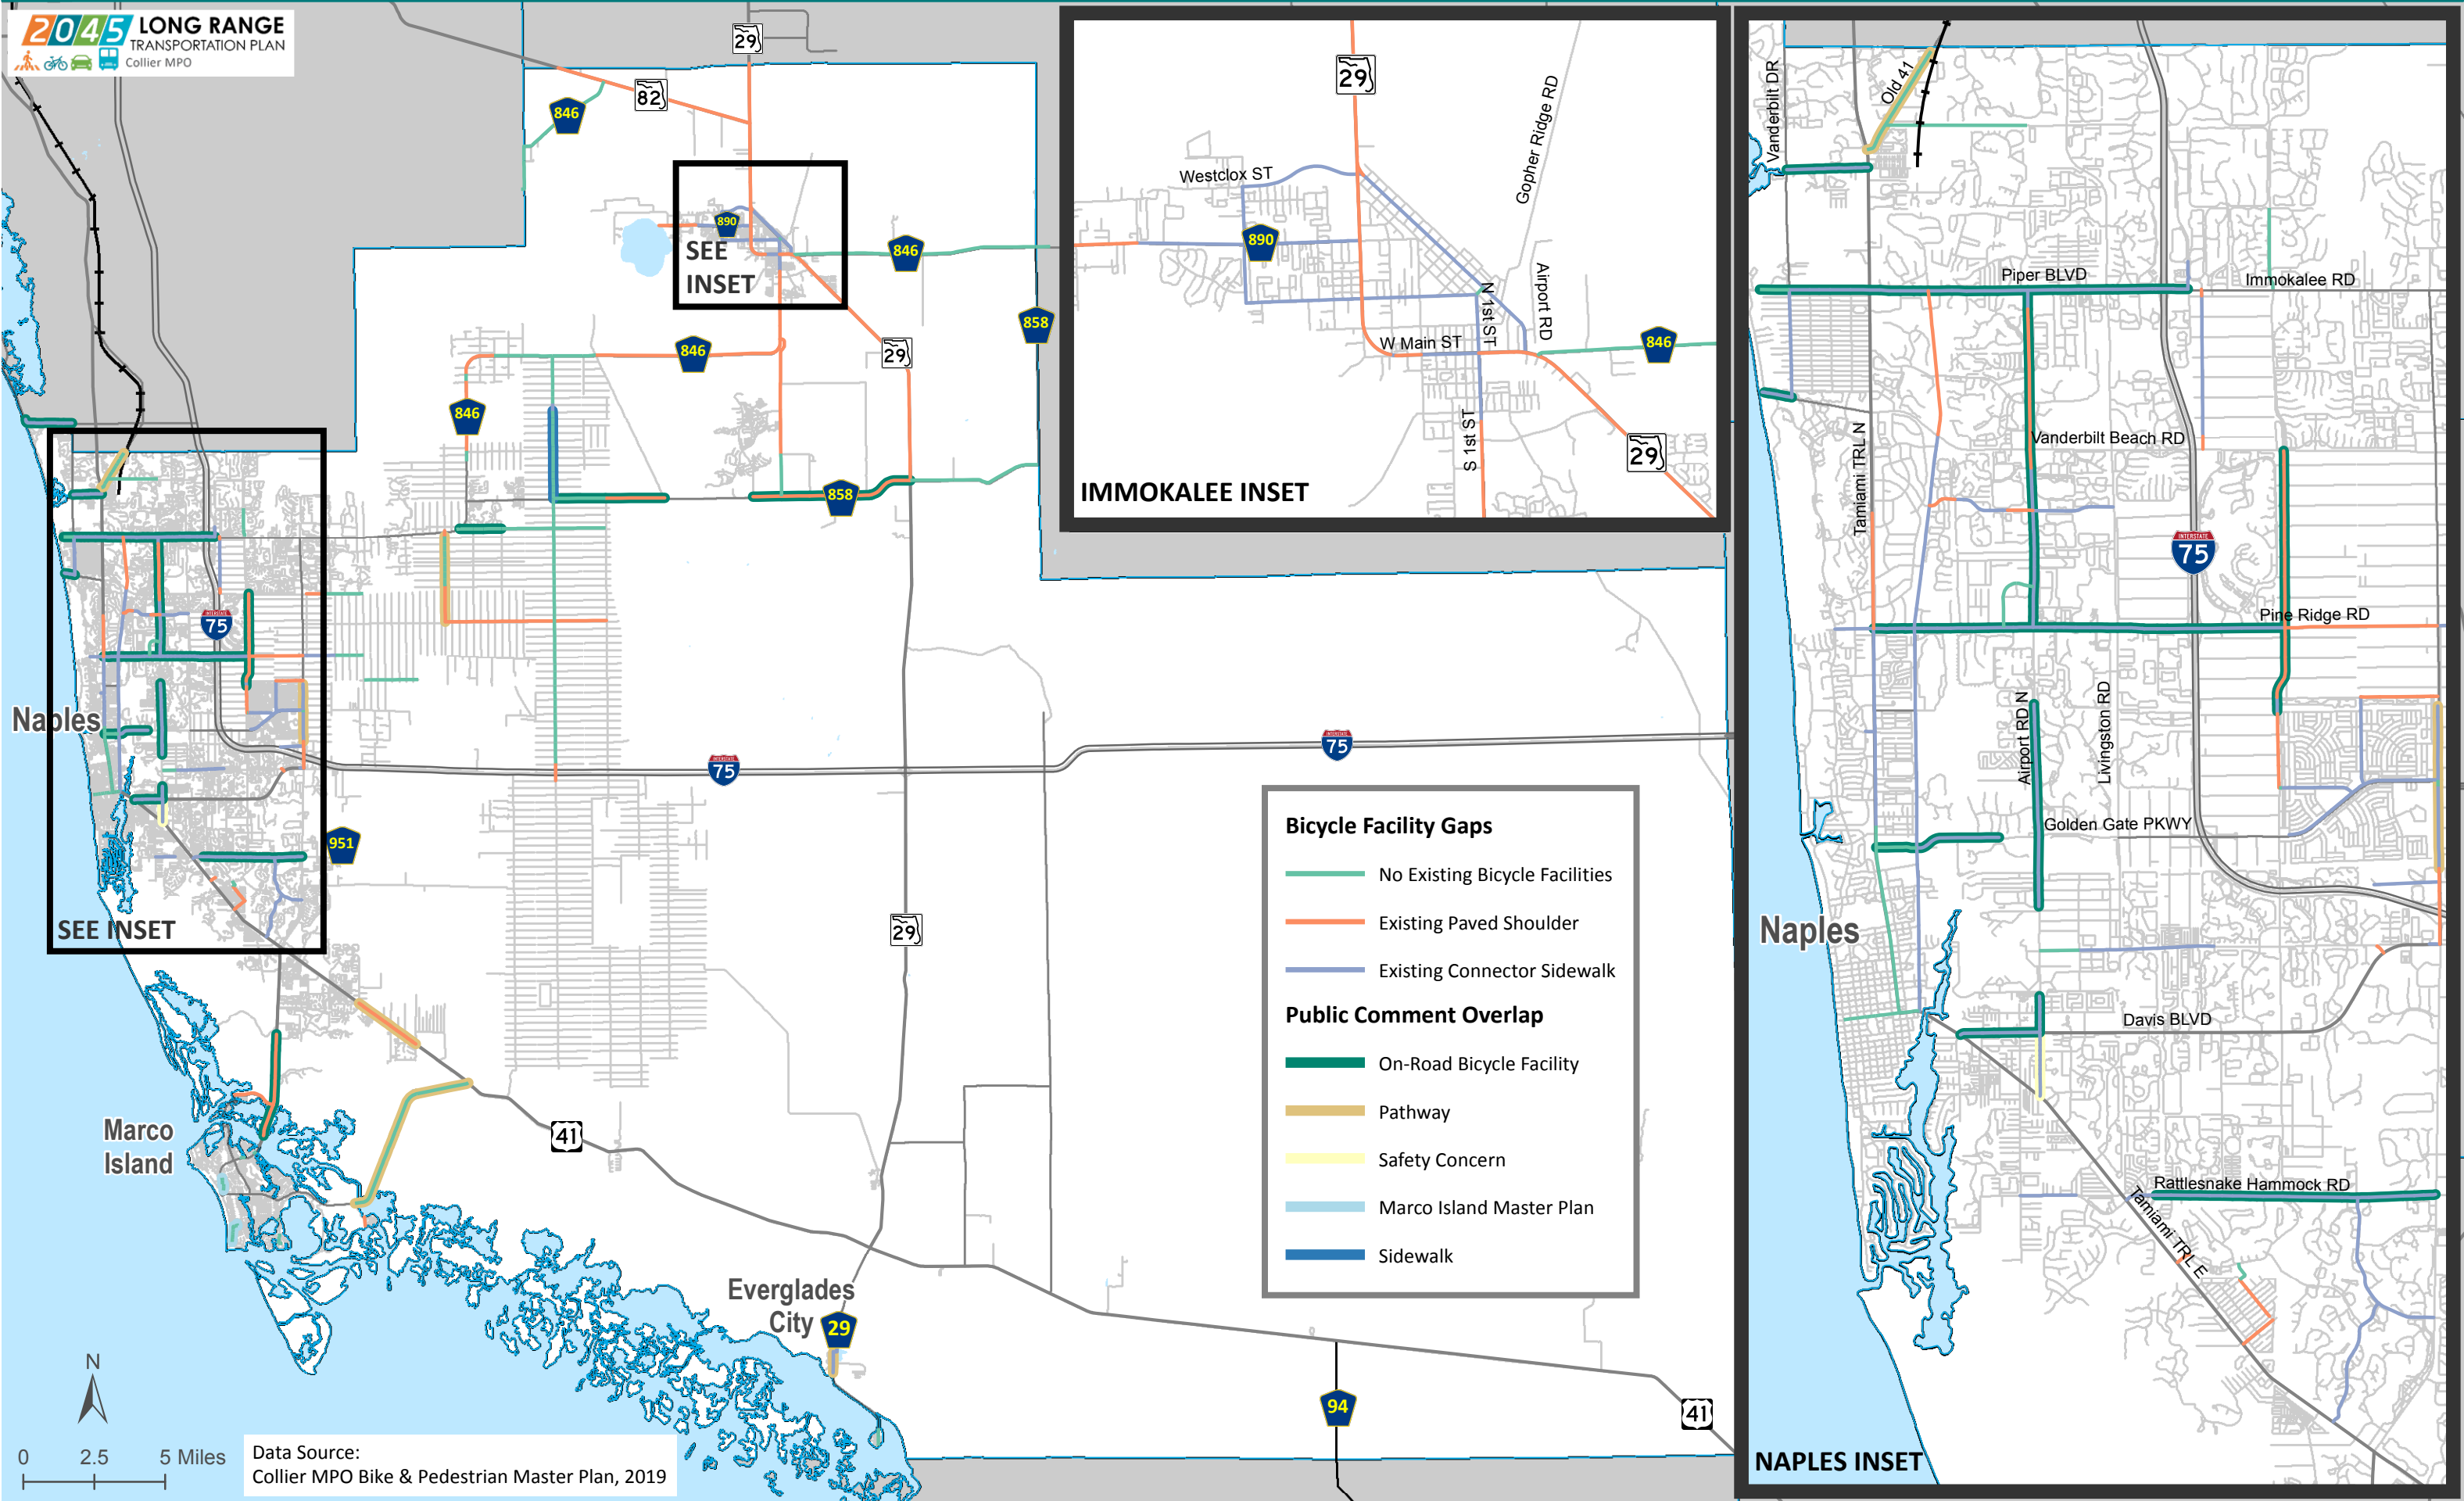 2045 LONG RANGE
TRANSPORTATION PLAN
Collier MPO
29
82
846
890
SEE
INSET
846
858
846
29
846
858
Naples
75
75
75
951
SEE INSET
29
Marco
Island
41
Everglades
City
29
94
41
N
0 2.5 5 Miles
Data Source:
Collier MPO Bike & Pedestrian Master Plan, 2019
29
Gopher Ridge RD
Westclox ST
890
Airport RD
N 1st ST
W Main ST
846
S 1st ST
29
IMMOKALEE INSET
Bicycle Facility Gaps
No Existing Bicycle Facilities
Existing Paved Shoulder
Existing Connector Sidewalk
Public Comment Overlap
On-Road Bicycle Facility
Pathway
Safety Concern
Marco Island Master Plan
Sidewalk
Vanderbilt DR
Old 41
Piper BLVD
Immokalee RD
Vanderbilt Beach RD
Tamiami TRL N
INTERSTATE
75
Pine Ridge RD
Airport RD N
Livingston RD
Golden Gate PKWY
Naples
Davis BLVD
Rattlesnake Hammock RD
Tamiami TRL E
NAPLES INSET